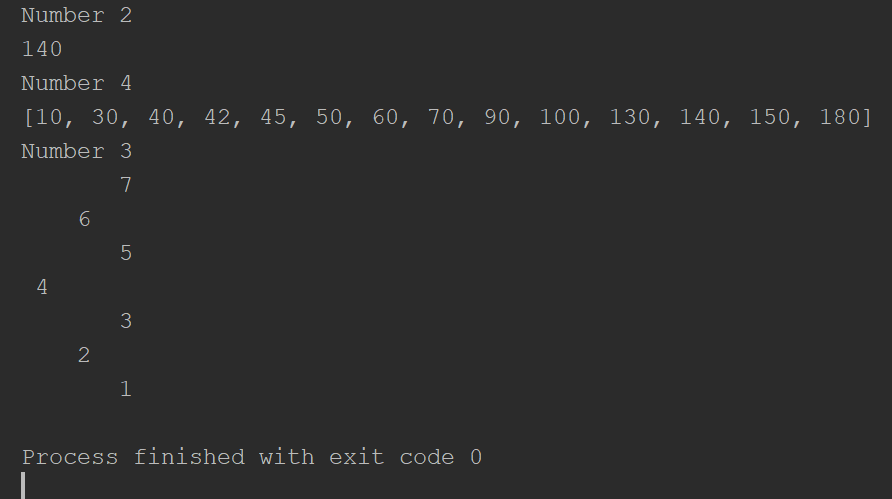 Number 2
140
Number 4
[10, 30, 40, 42, 45, 50, 60, 70, 90, 100, 130, 140, 150, 180]
Number 3
7
6
5
4
3
2
1
Process finished with exit code 0